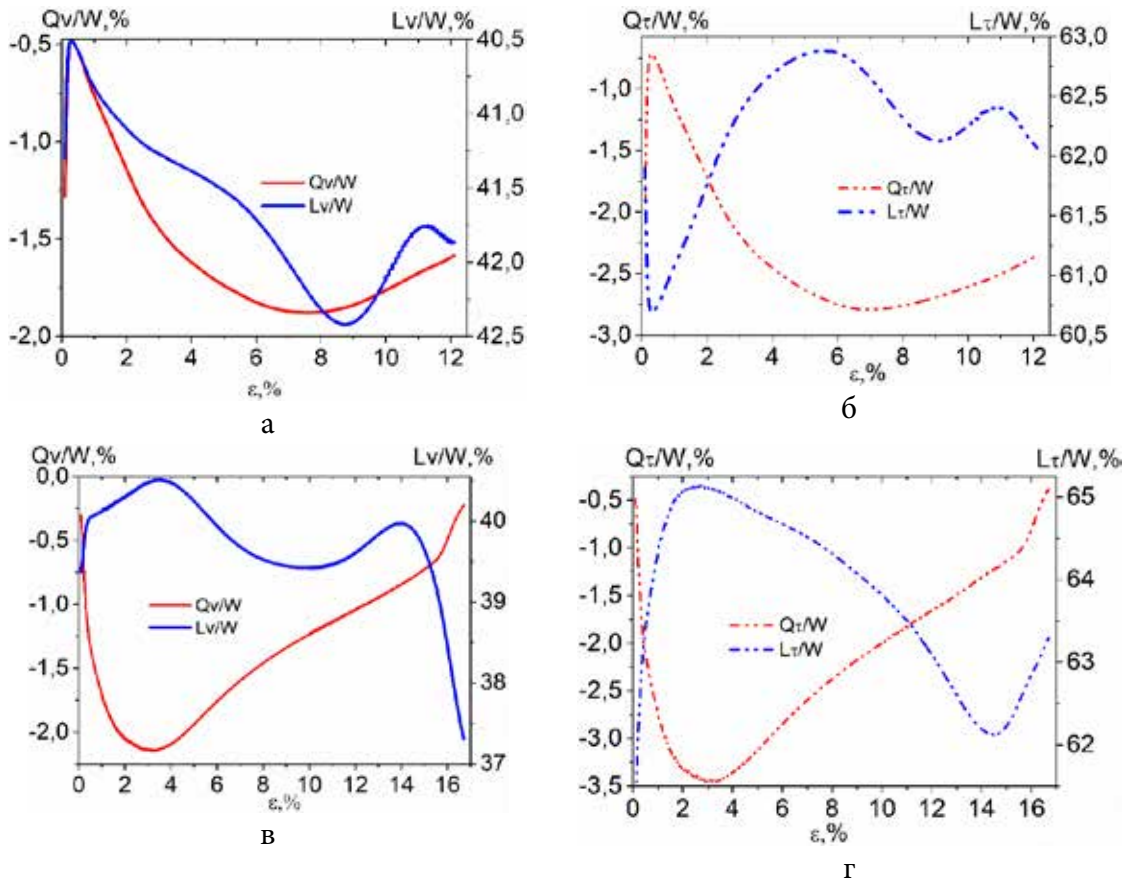 Qv/W,% Lv/W,%
-0,5 40,5
-1,0 41,0
-1,5 41,5
-2,0 42,0
42,5
Qv/W
Lv/W
0 2 4 6 8 10 12
ε,%
а
Qτ/W,% Lτ/W,%
-1,0 63,0
-1,5 62,5
-2,0 62,0
-2,5 61,5
-3,0 61,0
60,5
Qτ/W
Lτ/W
0 2 4 6 8 10 12
ε,%
б
Qv/W,% Lv/W,%
0,0 40
-0,5 39
-1,0 38
-1,5 37
-2,0
Qv/W
Lv/W
0 2 4 6 8 10 12 14 16
ε,%
в
Qτ/W,% Lτ/W,%
-0,5 65
-1,0 64
-1,5 63
-2,0 62
-2,5
-3,0
-3,5
Qτ/W
Lτ/W
0 2 4 6 8 10 12 14 16
ε,%
г